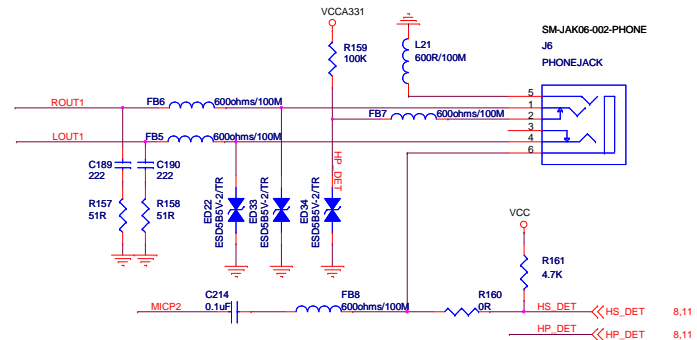 VCCA331
SM-JAK06-002-PHONE
J6
PHONEJACK
L21
600R/100M
R159
100K
5
1
2
3
4
6
ROUT1
FB6
600ohms/100M
FB7
600ohms/100M
LOUT1
FB5
600ohms/100M
C189
222
C190
222
HP_DET
R157
51R
R158
51R
ED22
ESD5B5V-2/TR
ED33
ESD5B5V-2/TR
ED34
ESD5B5V-2/TR
VCC
R161
4.7K
MICP2
C214
0.1uF
FB8
600ohms/100M
R160
0R
HS_DET
HS_DET
8,11
HP_DET
HP_DET
8,11